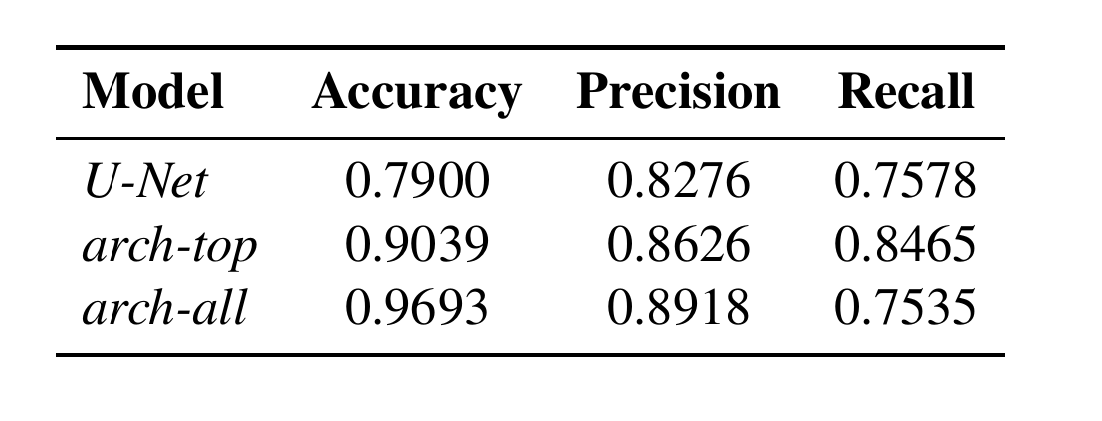 Model Accuracy Precision Recall
U-Net 0.7900 0.8276 0.7578
arch-top 0.9039 0.8626 0.8465
arch-all 0.9693 0.8918 0.7535